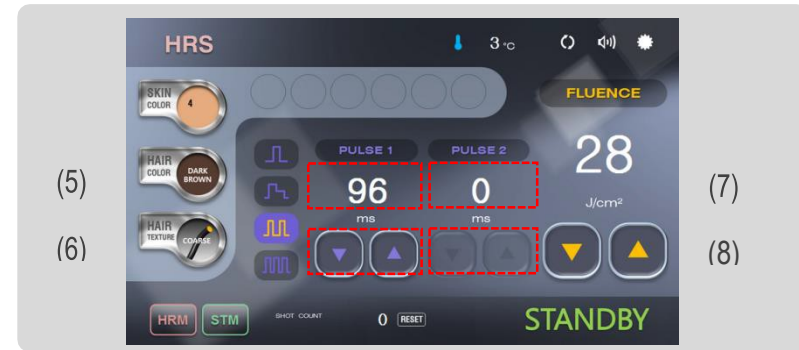 HRS
3 °C
SKIN COLOR 4
FLUENCE
HAIR COLOR DARK BROWN
PULSE 1
PULSE 2
28
(5)
96
0
J/cm²
(7)
ms
ms
(6)
HAIR TEXTURE COARSE
(8)
HRM
STM
SHOT COUNT
0
RESET
STANDBY